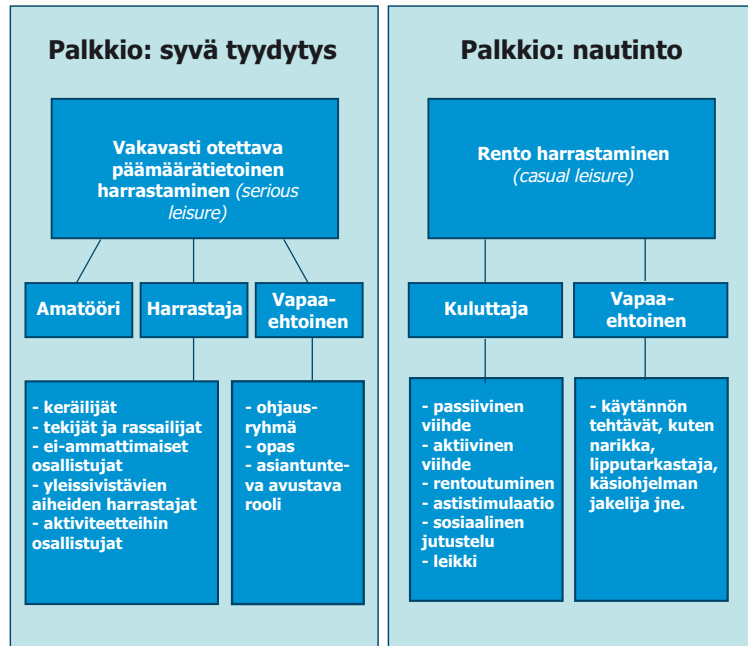 Palkkio: syvä tyydytys
Vakavasti otettava
päämäärätietoinen
harrastaminen (serious
leisure)
Amatööri
Harrastaja
Vapaa-
ehtoinen
- keräilijät
- tekijät ja rassailijat
- ei-ammattimaiset
osallistujat
- yleissivistävien
aiheiden harrastajat
- aktiviteetteihin
osallistujat
- ohjaus-
ryhmä
- opas
- asiantunte-
va avustava
rooli
Palkkio: nautinto
Rento harrastaminen
(casual leisure)
Kuluttaja
Vapaa-
ehtoinen
- passiivinen
viihde
- aktiivinen
viihde
- rentoutuminen
- astistimulaatio
- sosiaalinen
jutustelu
- leikki
- käytännön
tehtävät, kuten
narikka,
lipputarkastaja,
käsiohjelman
jakelija jne.